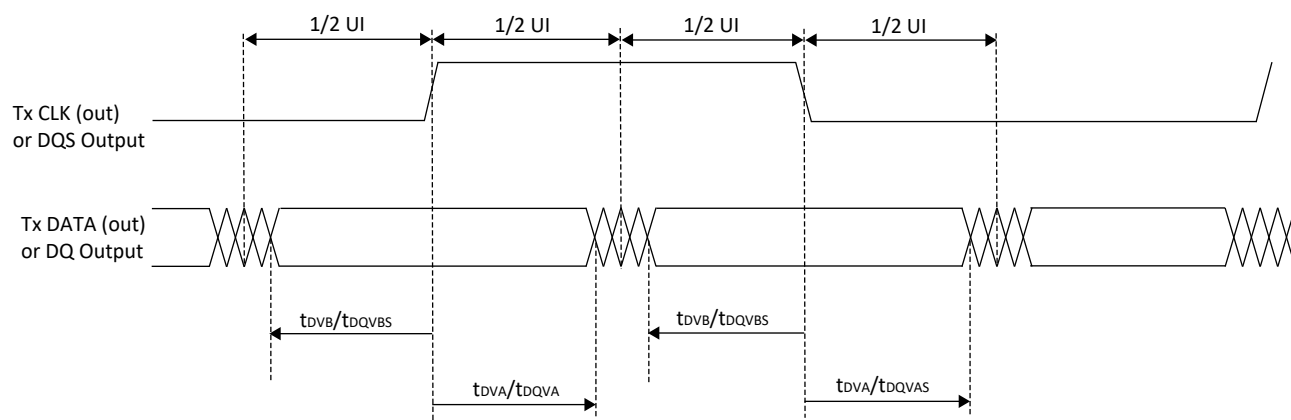 1/2 UI
1/2 UI
1/2 UI
1/2 UI
Tx CLK (out)
or DQS Output
Tx DATA (out)
or DQ Output
tDVB/tDQVBS
tDVB/tDQVBS
tDVA/tDQVA
tDVA/tDQVAS